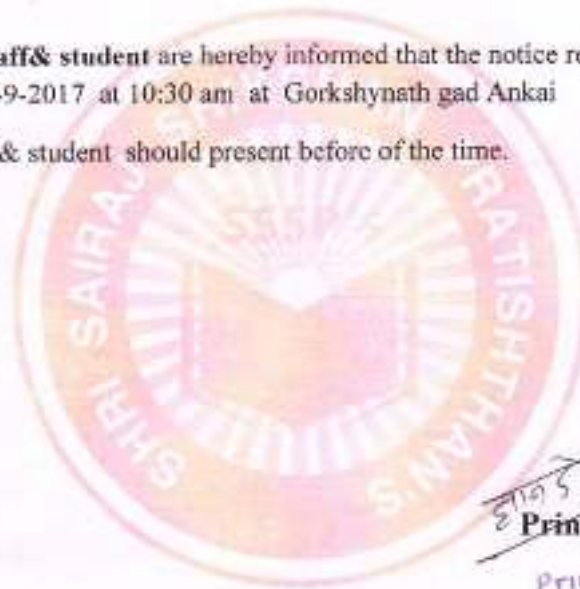 aff& student are hereby informed that the notice re
-9-2017 at 10:30 am at Gorkshynath gad Ankai
& student should present before of the time.
SHRI SAIRAJ SHIKSHAN PRATISHTHAN'S
Prin